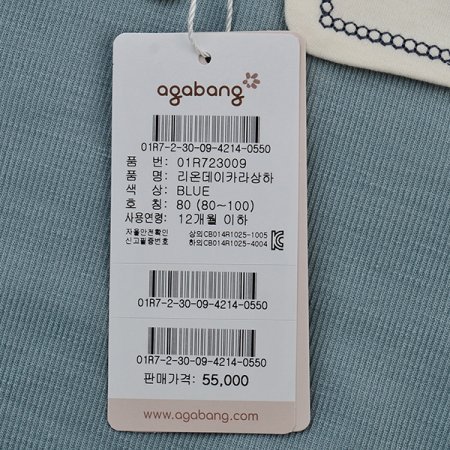 agabang
01R7-2-30-09-4214-0550
품 번: 01R723009
품 명: 리온데이카라상하
색 상: BLUE
호 칭: 80 (80~100)
사용연령: 12개월 이하
자율안전확인 상의CB014R1025-1005
신고필증번호 하의CB014R1025-4004
01R7-2-30-09-4214-0550
01R7-2-30-09-4214-0550
판매가격: 55,000
www.agabang.com